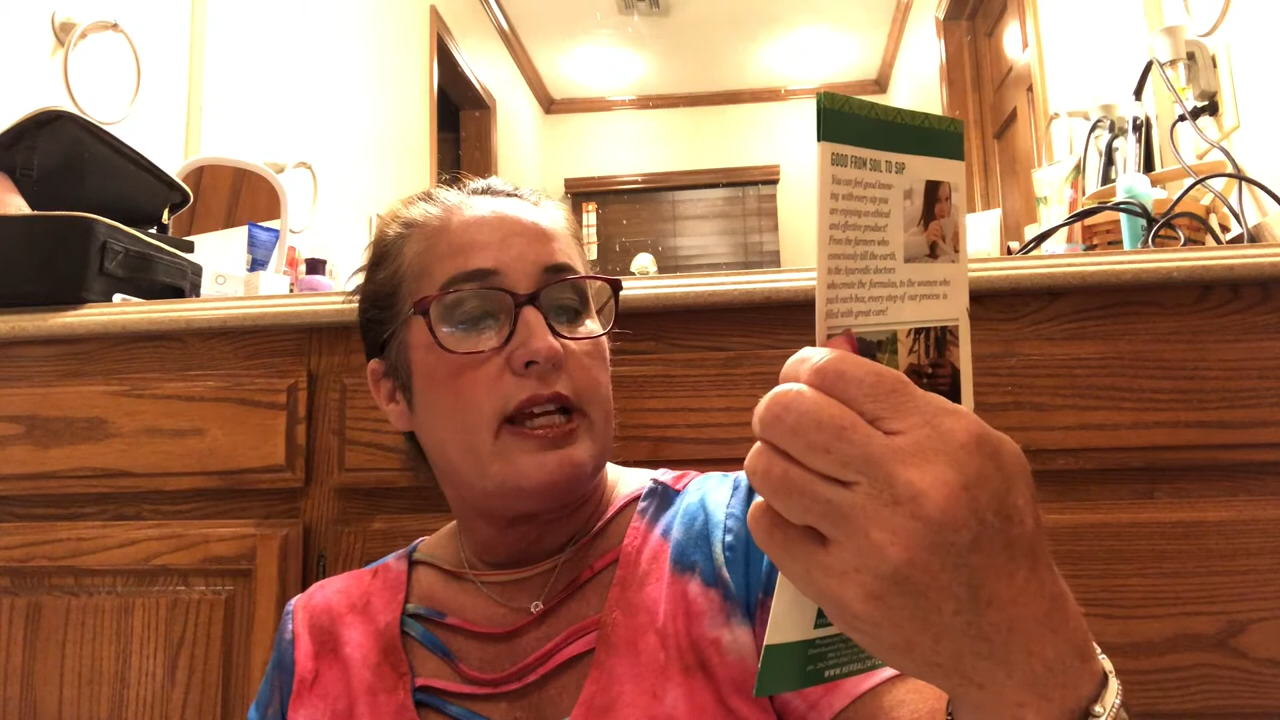 GOOD FROM SOIL TO SIP
You can feel good know-
ing with every sip you
are enjoying an ethical
and effective product!
From the farmers who
consciously till the earth,
to the Ayurvedic doctors
who create the formulas, to the women who
pack each box, every step of our process is
filled with great care!